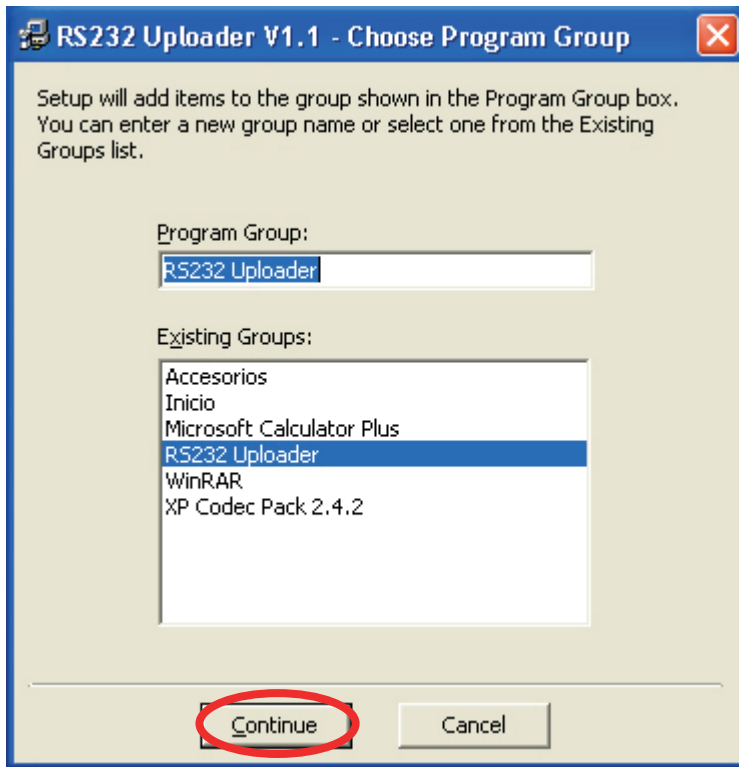 RS232 Uploader V1.1 - Choose Program Group
Setup will add items to the group shown in the Program Group box.
You can enter a new group name or select one from the Existing
Groups list.
Program Group:
RS232 Uploader
Existing Groups:
Accesorios
Inicio
Microsoft Calculator Plus
RS232 Uploader
WinRAR
XP Codec Pack 2.4.2
Continue Cancel